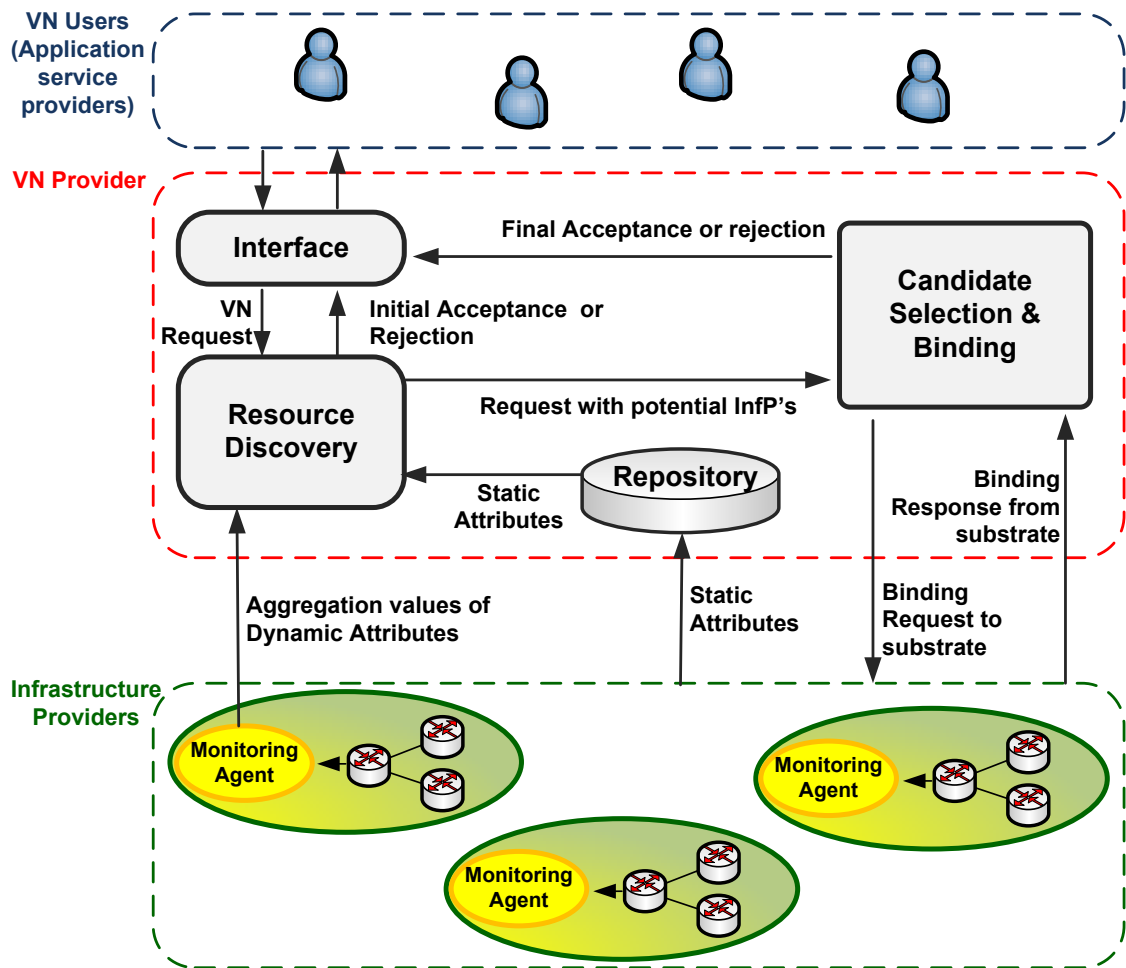 VN Users
(Application
service
providers)
VN Provider
Interface
Final Acceptance or rejection
Candidate
Selection &
Binding
VN
Request
Initial Acceptance or
Rejection
Resource
Discovery
Request with potential InfP's
Repository
Static
Attributes
Binding
Response from
substrate
Aggregation values of
Dynamic Attributes
Static
Attributes
Binding
Request to
substrate
Infrastructure
Providers
Monitoring
Agent
Monitoring
Agent
Monitoring
Agent